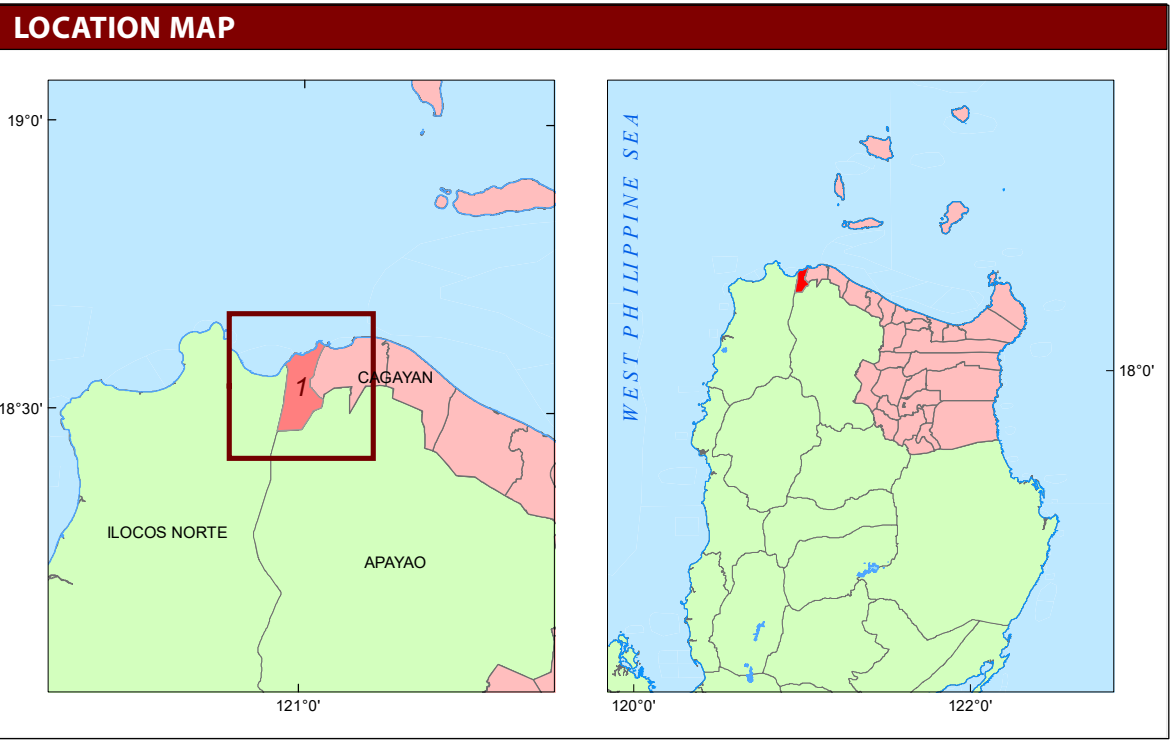 LOCATION MAP
19°0'
18°30'
121°0'
1
CAGAYAN
ILOCOS NORTE
APAYAO
WEST PHILIPPINE SEA
18°0'
120°0'
122°0'